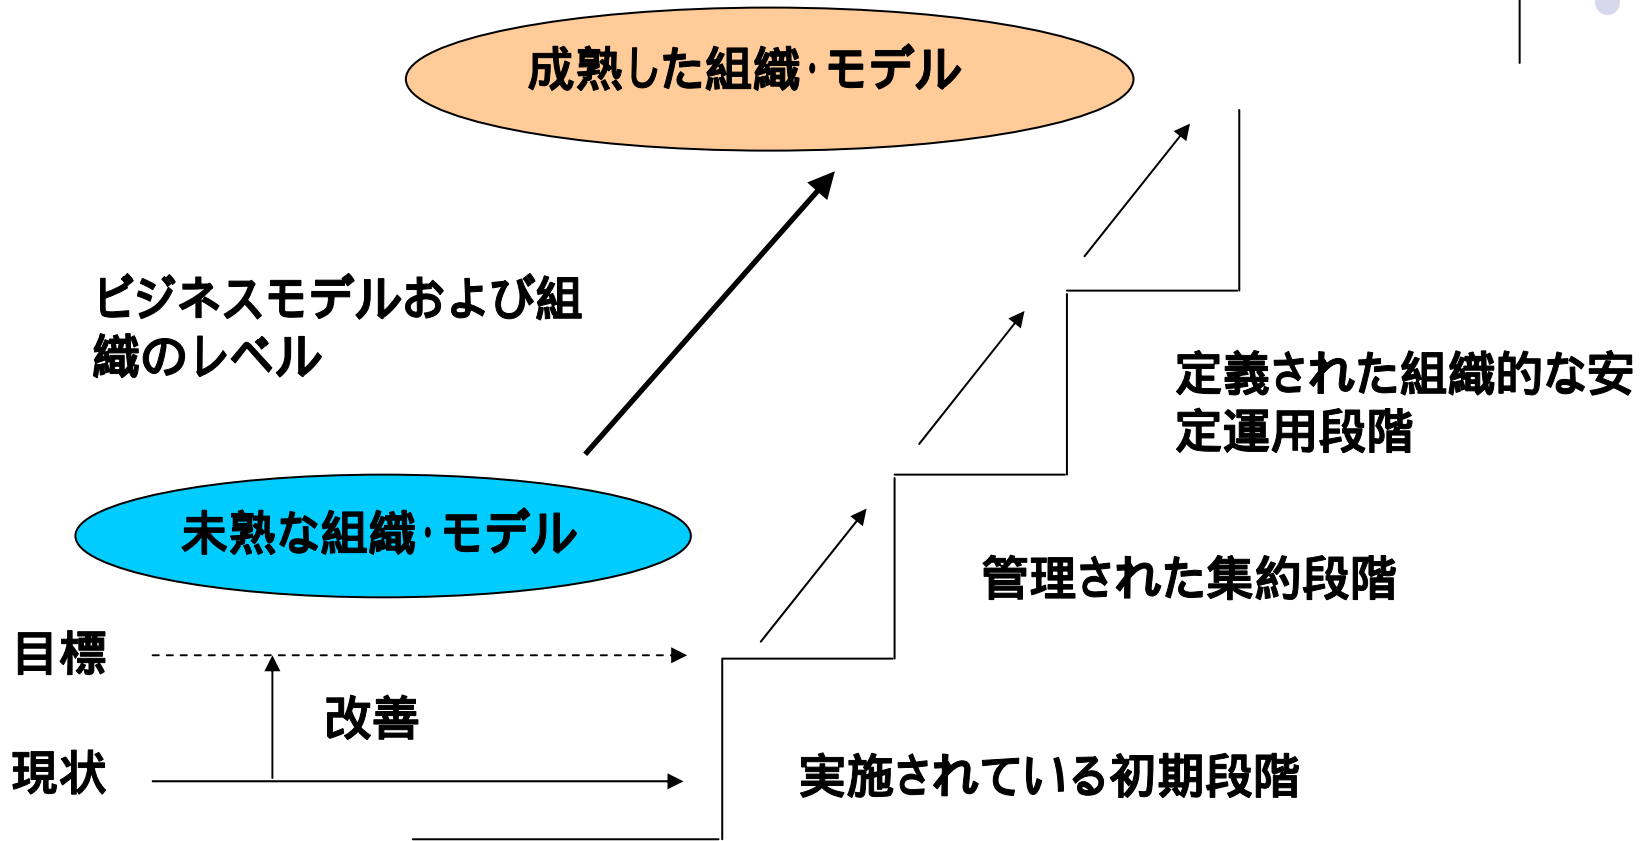 成熟した組織・モデル
ビジネスモデルおよび組
織のレベル
定義された組織的な安
定運用段階
未熟な組織・モデル
管理された集約段階
目標
改善
現状
実施されている初期段階